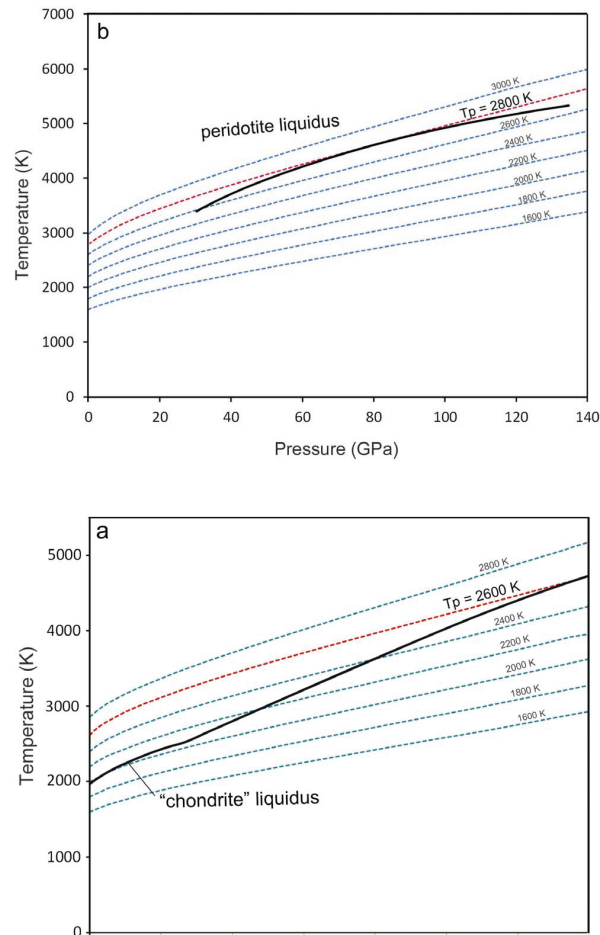 b
7000
6000
5000
4000
3000
2000
1000
0
Temperature (K)
peridotite liquidus
3000 K
Tp = 2800 K
2600 K
2400 K
2200 K
2000 K
1800 K
1600 K
0 20 40 60 80 100 120 140
Pressure (GPa)
a
5000
4000
3000
2000
1000
0
Temperature (K)
2800 K
Tp = 2600 K
2400 K
2200 K
2000 K
1800 K
1600 K
“chondrite” liquidus